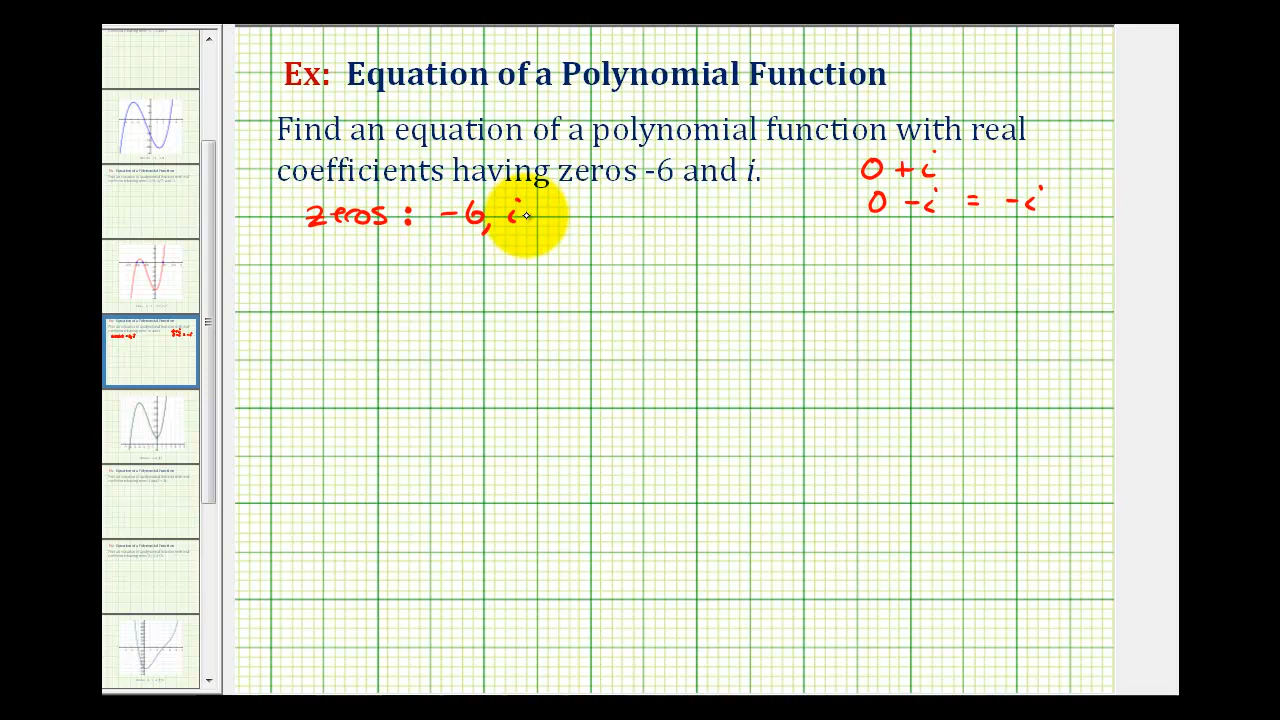 Ex: Equation of a Polynomial Function
Find an equation of a polynomial function with real
coefficients having zeros -6 and i.
0 + i
0 - i = -i
zeros : -6, i